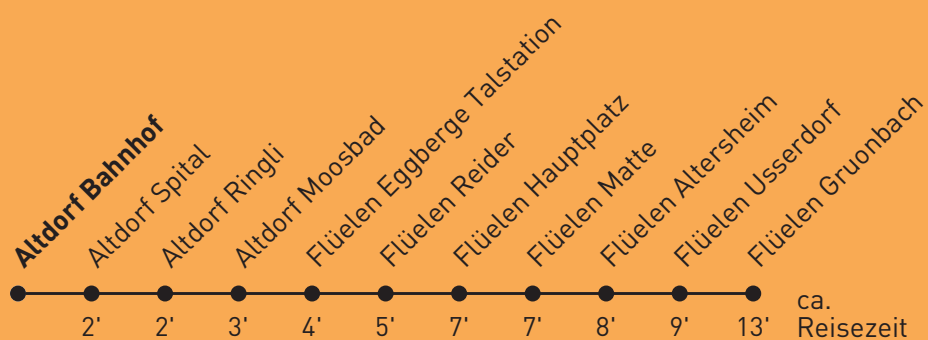 Altdorf Bahnhof
Altdorf Spital
Altdorf Ringli
Altdorf Moosbad
Flüelen Eggberge Talstation
Flüelen Reider
Flüelen Hauptplatz
Flüelen Matte
Flüelen Altersheim
Flüelen Usserdorf
Flüelen Gruonbach
2' 2' 3' 4' 5' 7' 7' 8' 9' 13'
ca.
Reisezeit